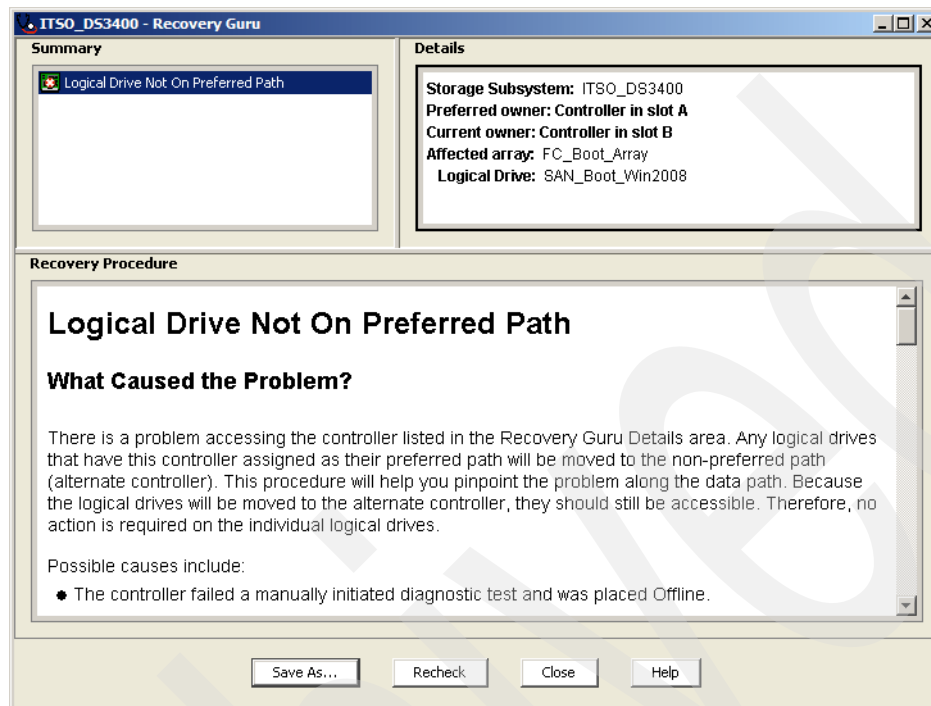 ITSO_DS3400 - Recovery Guru
Summary
Logical Drive Not On Preferred Path
Details
Storage Subsystem: ITSO_DS3400
Preferred owner: Controller in slot A
Current owner: Controller in slot B
Affected array: FC_Boot_Array
Logical Drive: SAN_Boot_Win2008
Recovery Procedure
Logical Drive Not On Preferred Path
What Caused the Problem?
There is a problem accessing the controller listed in the Recovery Guru Details area. Any logical drives
that have this controller assigned as their preferred path will be moved to the non-preferred path
(alternate controller). This procedure will help you pinpoint the problem along the data path. Because
the logical drives will be moved to the alternate controller, they should still be accessible. Therefore, no
action is required on the individual logical drives.
Possible causes include:
● The controller failed a manually initiated diagnostic test and was placed Offline.
Save As... Recheck Close Help